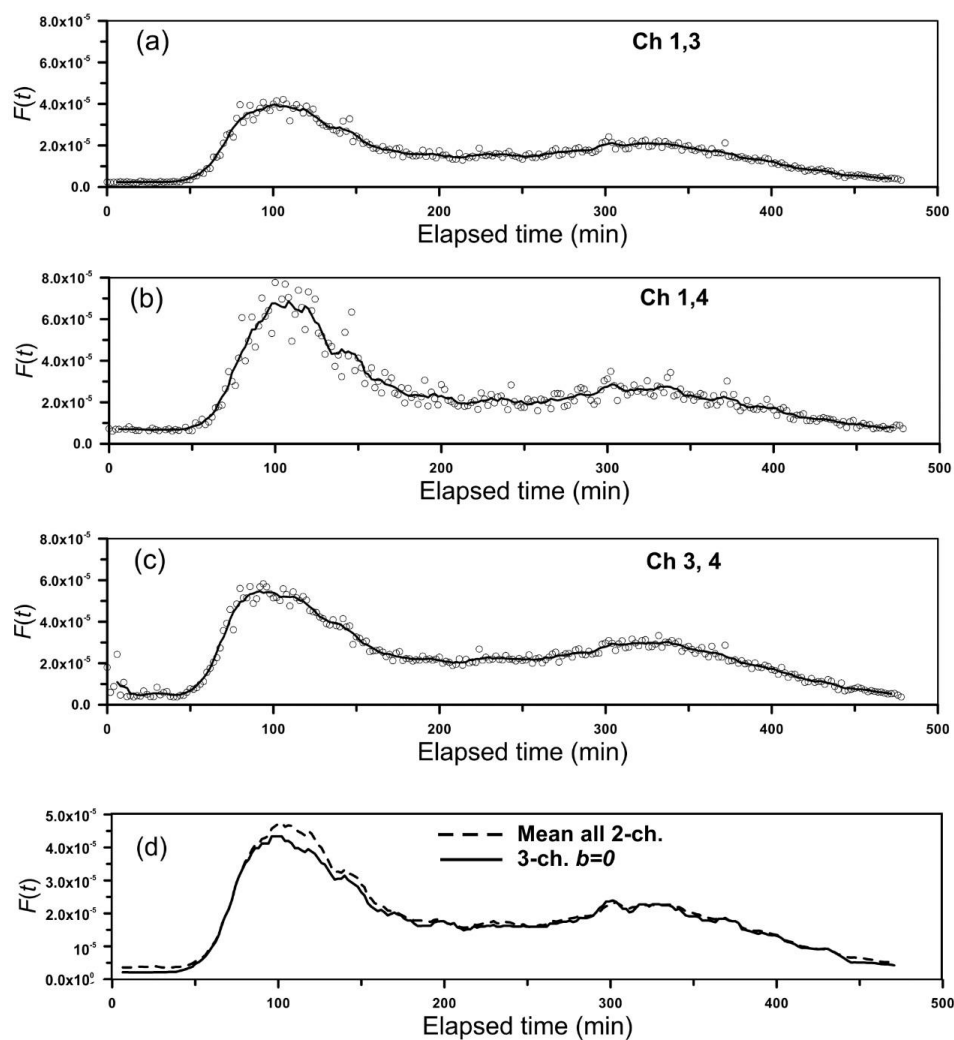 (a)
Ch 1,3
F(t)
8.0x10⁻⁵
6.0x10⁻⁵
4.0x10⁻⁵
2.0x10⁻⁵
0.0
0 100 200 300 400 500
Elapsed time (min)
(b)
Ch 1,4
F(t)
8.0x10⁻⁵
6.0x10⁻⁵
4.0x10⁻⁵
2.0x10⁻⁵
0.0
0 100 200 300 400 500
Elapsed time (min)
(c)
Ch 3, 4
F(t)
8.0x10⁻⁵
6.0x10⁻⁵
4.0x10⁻⁵
2.0x10⁻⁵
0.0
0 100 200 300 400 500
Elapsed time (min)
(d)
Mean all 2-ch.
3-ch. b=0
F(t)
5.0x10⁻⁵
4.0x10⁻⁵
3.0x10⁻⁵
2.0x10⁻⁵
10⁻⁵
0.0x10⁰
0 100 200 300 400 500
Elapsed time (min)